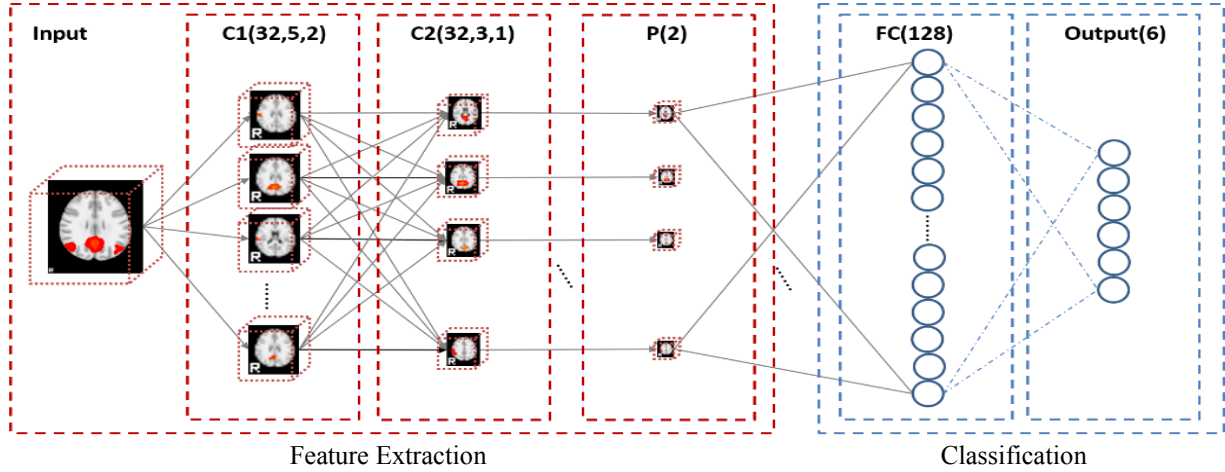 Input
C1(32,5,2)
C2(32,3,1)
P(2)
FC(128)
Output(6)
R
R
R
R
R
Feature Extraction
Classification